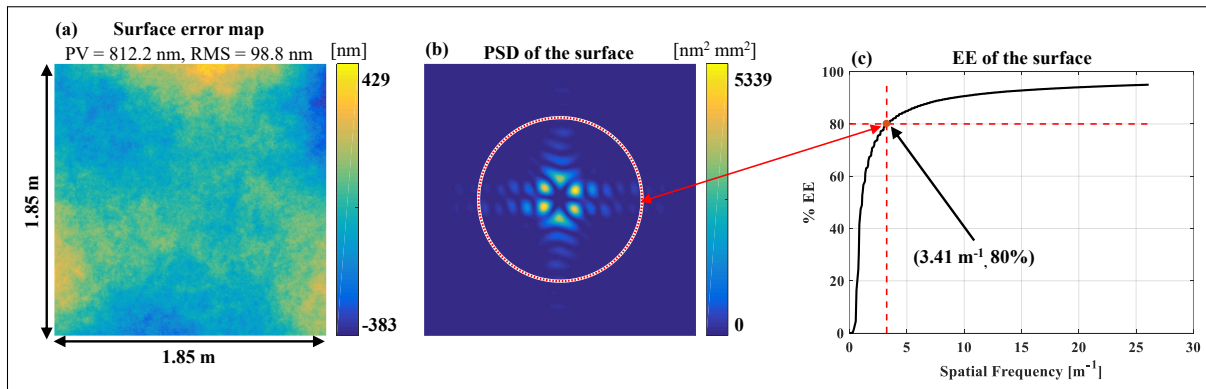 (a) Surface error map
PV = 812.2 nm, RMS = 98.8 nm
[nm]
429
-383
1.85 m
1.85 m
(b) PSD of the surface
[nm² mm²]
5339
0
(c) EE of the surface
100
80
60
40
20
0
% EE
(3.41 m⁻¹, 80%)
0 5 10 15 20 25 30
Spatial Frequency [m⁻¹]